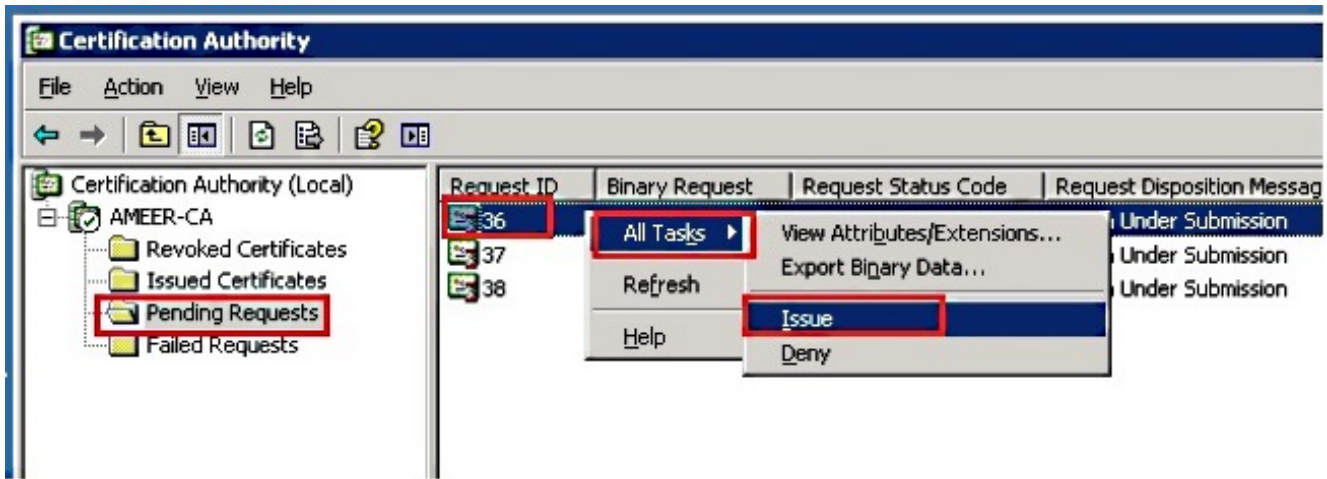 Certification Authority
File Action View Help
Certification Authority (Local)
AMEER-CA
Revoked Certificates
Issued Certificates
Pending Requests
Failed Requests
Request ID Binary Request Request Status Code Request Disposition Messag
36 Under Submission
37 Under Submission
38 Under Submission
All Tasks
Refresh
Help
View Attributes/Extensions...
Export Binary Data...
Issue
Deny